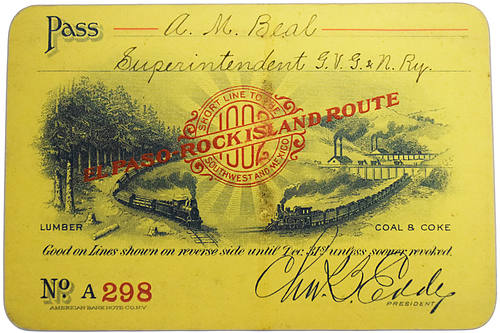 Pass A. M. Beal
Superintendent G. V. G. & N. Ry.
SHORT LINE TO THE
1902
EL PASO-ROCK ISLAND ROUTE
SOUTHWEST AND MEXICO
LUMBER
COAL & COKE
Good on Lines shown on reverse side until Dec. 31st unless sooner revoked.
No. A 298
Chas. B. Eddy
PRESIDENT
AMERICAN BANK NOTE CO. N.Y.